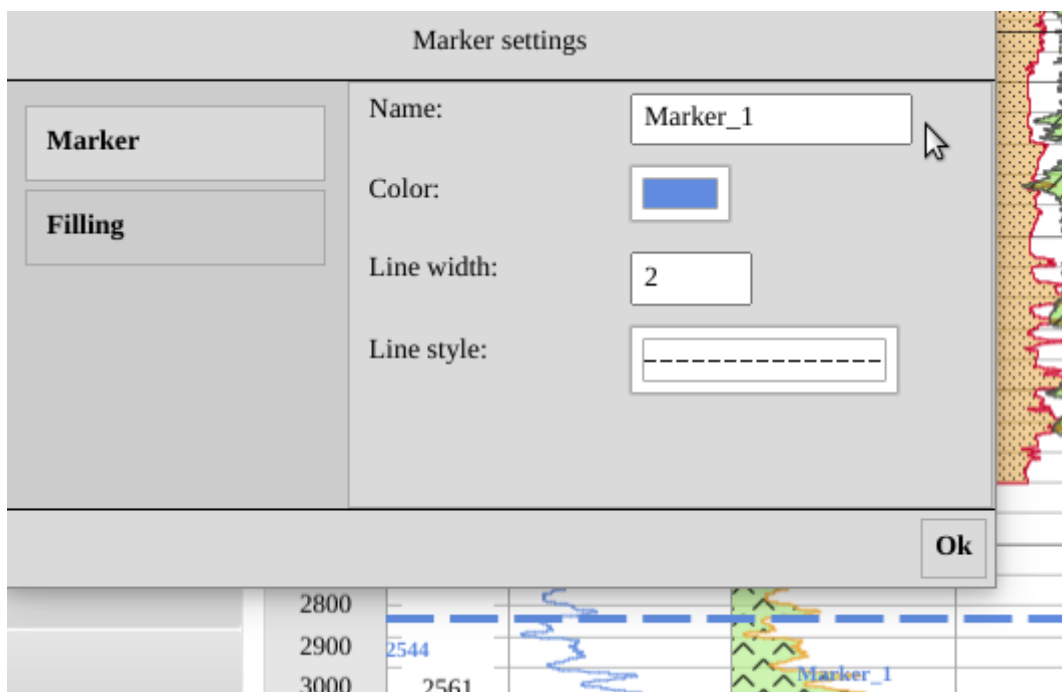 Marker settings
Marker
Filling
Name:
Marker_1
Color:
Line width:
2
Line style:
Ok
2800
2900
2544
Marker_1
3000
2561